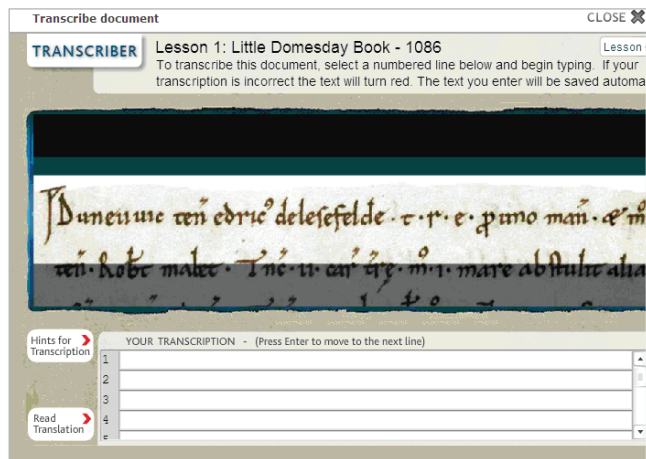 Transcribe document
CLOSE ✖
TRANSCRIBER
Lesson 1: Little Domesday Book - 1086
Lesson
To transcribe this document, select a numbered line below and begin typing. If your
transcription is incorrect the text will turn red. The text you enter will be saved automa
Duneuuic ten̄ edric' delesefelde · t · r · e · ꝓ uno man̄ · æ m̊
ten̄ · Rob̄t malet · Tnc̄ · ii · car̄ tr̄e · m̊ · i · mare abstulit alia
Hints for
Transcription
YOUR TRANSCRIPTION - (Press Enter to move to the next line)
1
2
3
4
5
Read
Translation